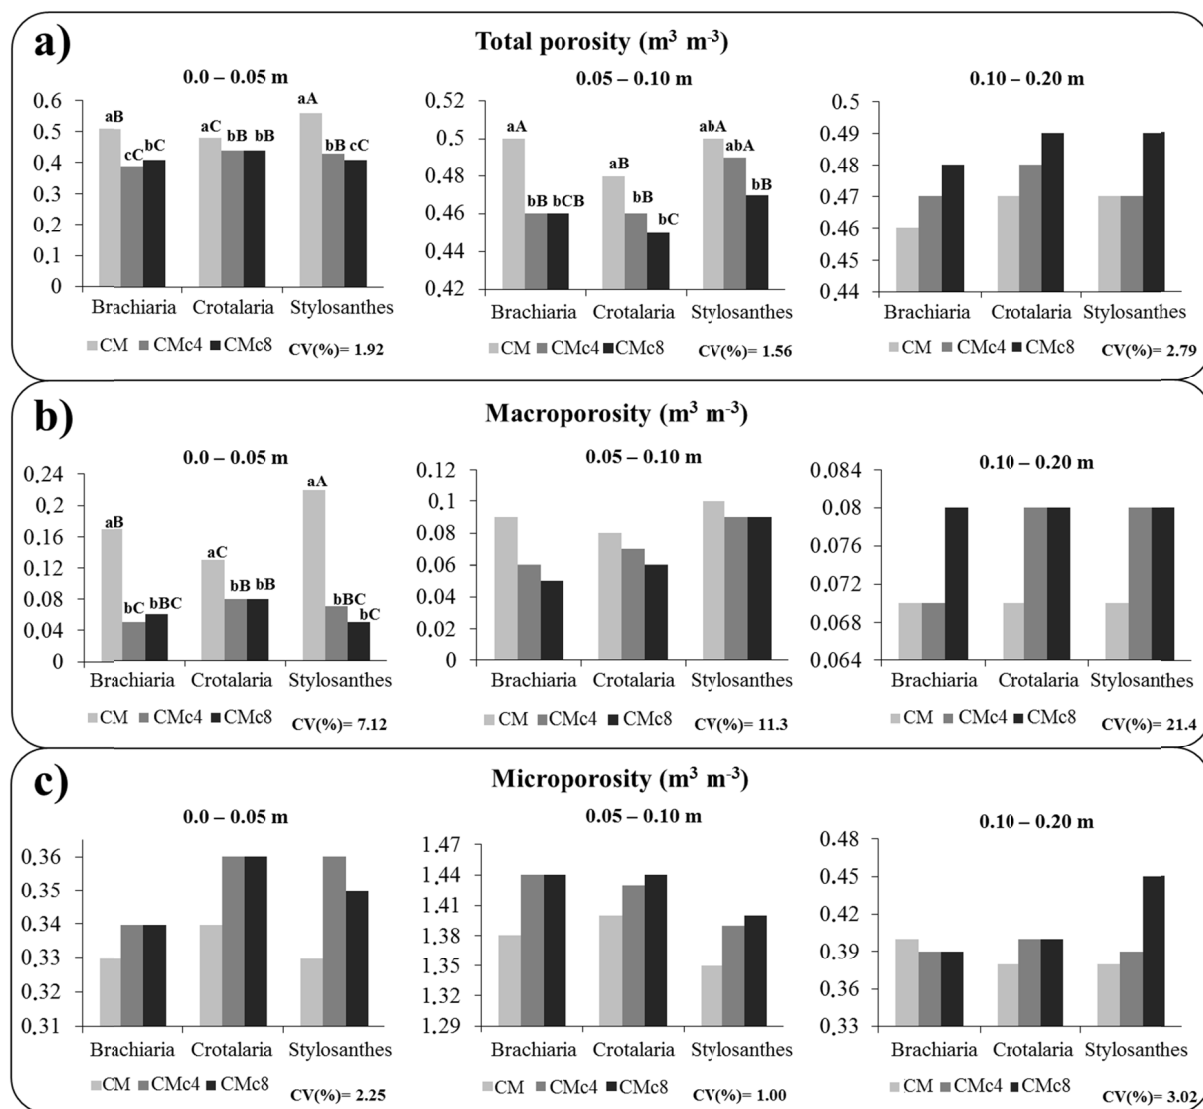 a)
Total porosity (m³ m⁻³)
0.0 – 0.05 m
0.6
0.5
0.4
0.3
0.2
0.1
0
aB
cC
bC
aC
bB
bB
aA
bB
cC
Brachiaria Crotalaria Stylosanthes
CM CMc4 CMc8
CV(%)= 1.92
0.05 – 0.10 m
0.52
0.5
0.48
0.46
0.44
0.42
aA
bB
bCB
aB
bB
bC
abA
abA
bB
Brachiaria Crotalaria Stylosanthes
CM CMc4 CMc8
CV(%)= 1.56
0.10 – 0.20 m
0.5
0.49
0.48
0.47
0.46
0.45
0.44
Brachiaria Crotalaria Stylosanthes
CM CMc4 CMc8
CV(%)= 2.79
b)
Macroporosity (m³ m⁻³)
0.0 – 0.05 m
0.24
0.2
0.16
0.12
0.08
0.04
0
aB
bC
bBC
aC
bB
bB
aA
bBC
bC
Brachiaria Crotalaria Stylosanthes
CM CMc4 CMc8
CV(%)= 7.12
0.05 – 0.10 m
0.12
0.1
0.08
0.06
0.04
0.02
0
Brachiaria Crotalaria Stylosanthes
CM CMc4 CMc8
CV(%)= 11.3
0.10 – 0.20 m
0.084
0.08
0.076
0.072
0.068
0.064
Brachiaria Crotalaria Stylosanthes
CM CMc4 CMc8
CV(%)= 21.4
c)
Microporosity (m³ m⁻³)
0.0 – 0.05 m
0.36
0.35
0.34
0.33
0.32
0.31
Brachiaria Crotalaria Stylosanthes
CM CMc4 CMc8
CV(%)= 2.25
0.05 – 0.10 m
1.47
1.44
1.41
1.38
1.35
1.32
1.29
Brachiaria Crotalaria Stylosanthes
CM CMc4 CMc8
CV(%)= 1.00
0.10 – 0.20 m
0.48
0.45
0.42
0.39
0.36
0.33
Brachiaria Crotalaria Stylosanthes
CM CMc4 CMc8
CV(%)= 3.02